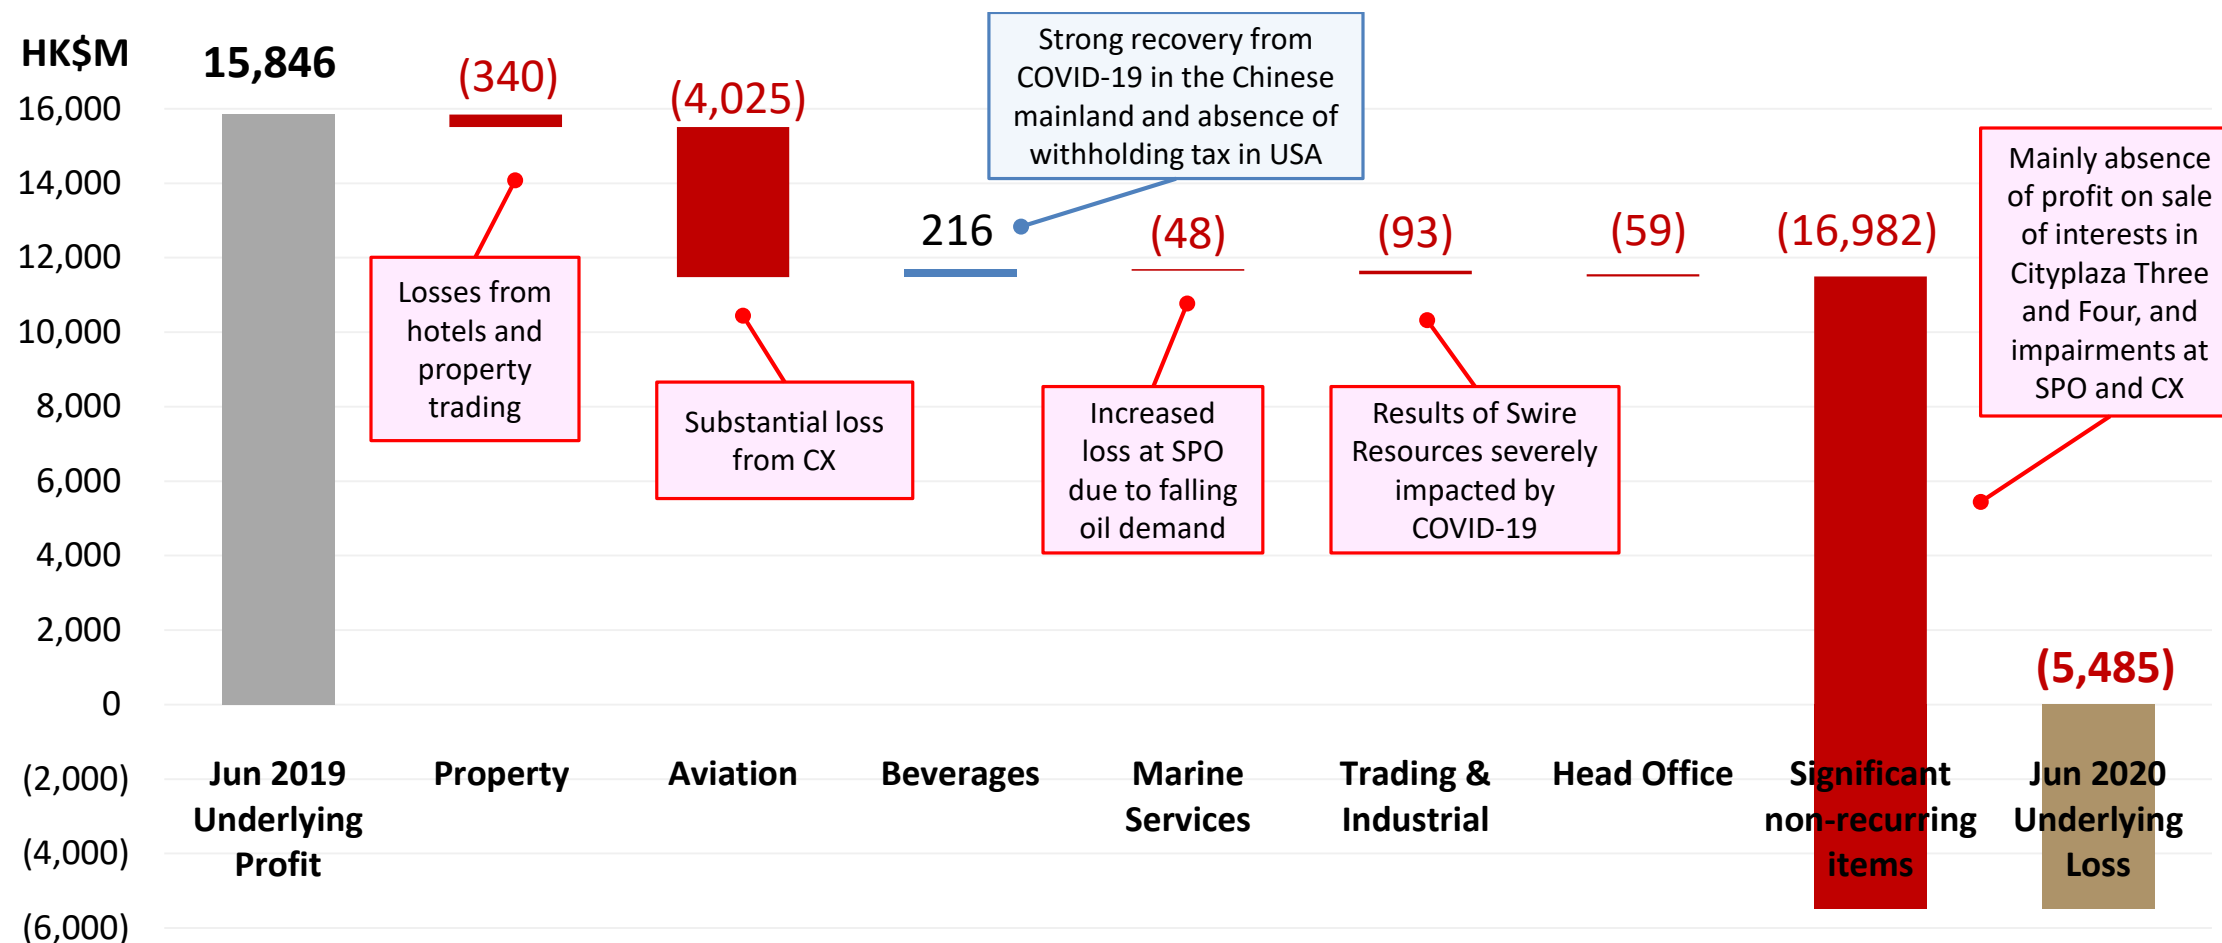 HK$M
16,000
14,000
12,000
10,000
8,000
6,000
4,000
2,000
0
(2,000)
(4,000)
(6,000)
15,846
(340)
(4,025)
216
(48)
(93)
(59)
(16,982)
(5,485)
Strong recovery from
COVID-19 in the Chinese
mainland and absence of
withholding tax in USA
Mainly absence
of profit on sale
of interests in
Cityplaza Three
and Four, and
impairments at
SPO and CX
Losses from
hotels and
property
trading
Substantial loss
from CX
Increased
loss at SPO
due to falling
oil demand
Results of Swire
Resources severely
impacted by
COVID-19
Jun 2019
Underlying
Profit
Property
Aviation
Beverages
Marine
Services
Trading &
Industrial
Head Office
Significant
non-recurring
items
Jun 2020
Underlying
Loss